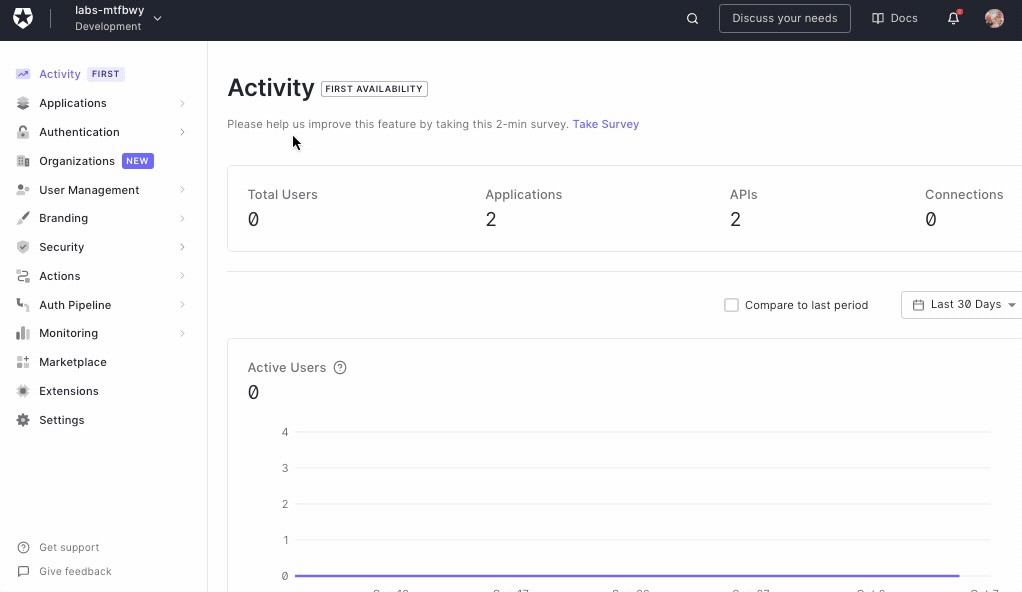 labs-mtfbwy
Development
Discuss your needs
Docs
Activity FIRST
Applications
Authentication
Organizations NEW
User Management
Branding
Security
Actions
Auth Pipeline
Monitoring
Marketplace
Extensions
Settings
Get support
Give feedback
Activity FIRST AVAILABILITY
Please help us improve this feature by taking this 2-min survey. Take Survey
Total Users
0
Applications
2
APIs
2
Connections
0
Compare to last period
Last 30 Days
Active Users
0
4
3
2
1
0